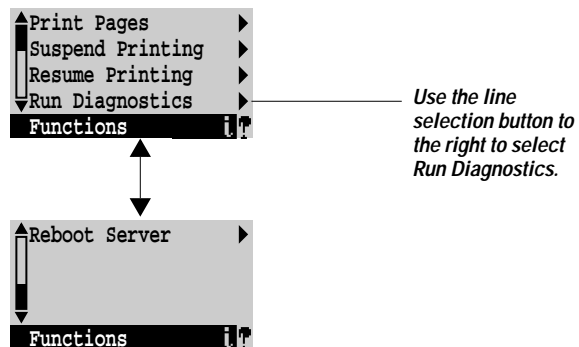 Print Pages
Suspend Printing
Resume Printing
Run Diagnostics
Functions
Use the line
selection button to
the right to select
Run Diagnostics.
Reboot Server
Functions